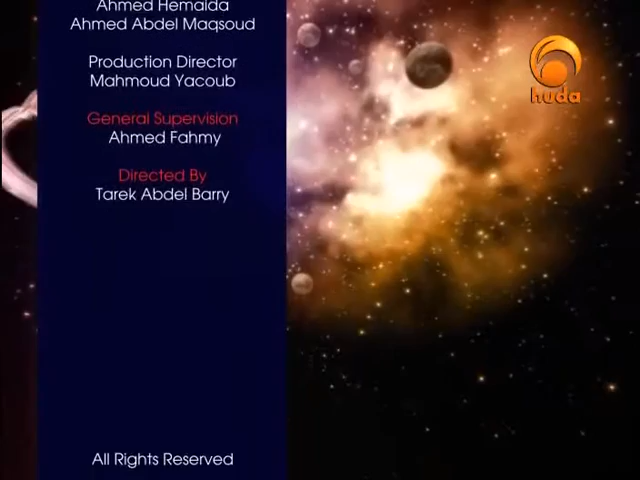 Ahmed Hemaida
Ahmed Abdel Maqsoud
Production Director
Mahmoud Yacoub
General Supervision
Ahmed Fahmy
Directed By
Tarek Abdel Barry
All Rights Reserved
huda